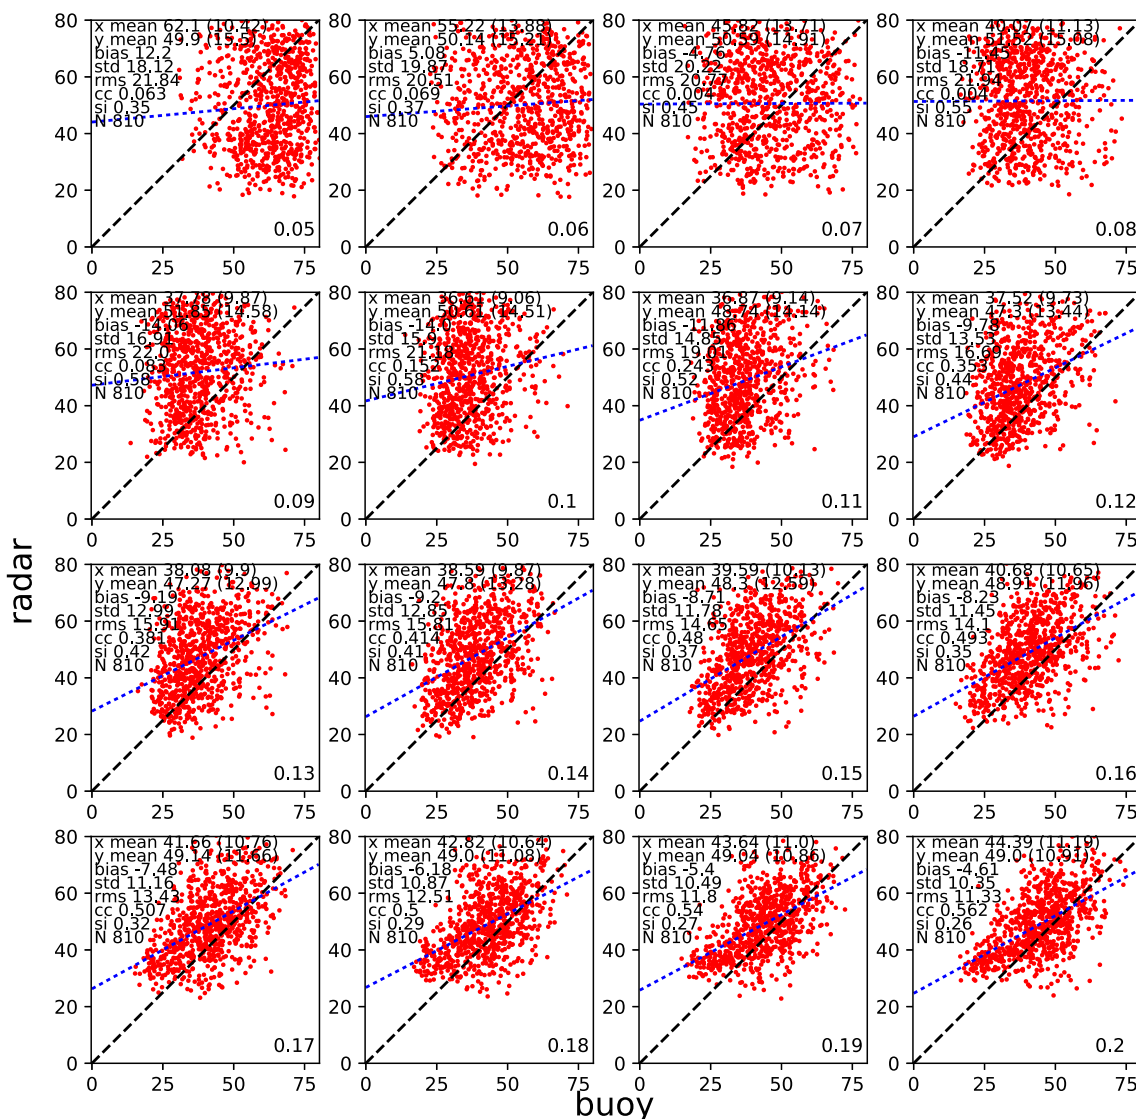 x mean 62.1 (10.42)
y mean 49.9 (15.5)
bias 12.2
std 18.12
rms 21.84
cc 0.063
si 0.35
N 810
0.05
x mean 55.22 (13.88)
y mean 50.14 (15.21)
bias 5.08
std 19.87
rms 20.51
cc 0.069
si 0.37
N 810
0.06
x mean 45.82 (13.71)
y mean 50.59 (14.91)
bias -4.76
std 20.22
rms 20.77
cc 0.004
si 0.45
N 810
0.07
x mean 40.07 (11.13)
y mean 51.52 (15.08)
bias -11.45
std 18.71
rms 21.94
cc 0.004
si 0.55
N 810
0.08
0 20 40 60 80
0 25 50 75
x mean 37.78 (9.87)
y mean 51.85 (14.58)
bias -14.06
std 16.91
rms 22.0
cc 0.083
si 0.58
N 810
0.09
x mean 36.61 (9.06)
y mean 50.61 (14.51)
bias -14.0
std 15.9
rms 21.18
cc 0.152
si 0.58
N 810
0.1
x mean 36.87 (9.14)
y mean 48.74 (14.14)
bias -11.86
std 14.85
rms 19.01
cc 0.243
si 0.52
N 810
0.11
x mean 37.52 (9.73)
y mean 47.3 (13.44)
bias -9.78
std 13.53
rms 16.69
cc 0.353
si 0.44
N 810
0.12
x mean 38.08 (9.9)
y mean 47.27 (12.99)
bias -9.19
std 12.99
rms 15.91
cc 0.381
si 0.42
N 810
0.13
x mean 38.59 (9.87)
y mean 47.8 (13.28)
bias -9.2
std 12.85
rms 15.81
cc 0.414
si 0.41
N 810
0.14
x mean 39.59 (10.13)
y mean 48.3 (12.59)
bias -8.71
std 11.78
rms 14.65
cc 0.48
si 0.37
N 810
0.15
x mean 40.68 (10.65)
y mean 48.91 (11.96)
bias -8.23
std 11.45
rms 14.1
cc 0.493
si 0.35
N 810
0.16
x mean 41.66 (10.76)
y mean 49.14 (11.66)
bias -7.48
std 11.16
rms 13.43
cc 0.507
si 0.32
N 810
0.17
x mean 42.82 (10.64)
y mean 49.0 (11.08)
bias -6.18
std 10.87
rms 12.51
cc 0.5
si 0.29
N 810
0.18
x mean 43.64 (11.0)
y mean 49.04 (10.86)
bias -5.4
std 10.49
rms 11.8
cc 0.54
si 0.27
N 810
0.19
x mean 44.39 (11.19)
y mean 49.0 (10.91)
bias -4.61
std 10.35
rms 11.33
cc 0.562
si 0.26
N 810
0.2
radar
buoy